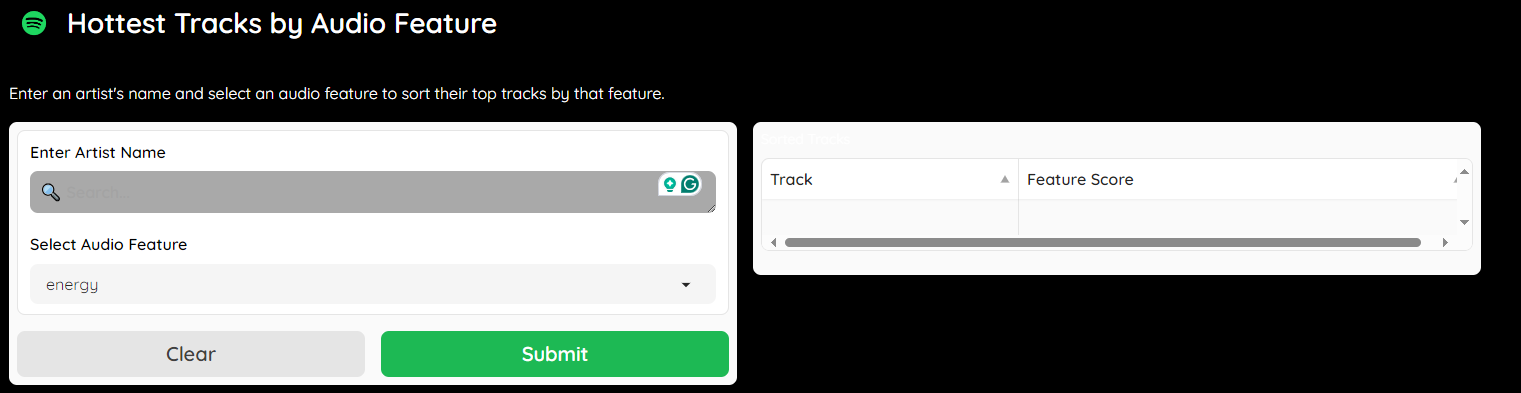 Hottest Tracks by Audio Feature
Enter an artist's name and select an audio feature to sort their top tracks by that feature.
Enter Artist Name
Search...
Select Audio Feature
energy
Clear
Submit
Sorted Tracks
Track
Feature Score